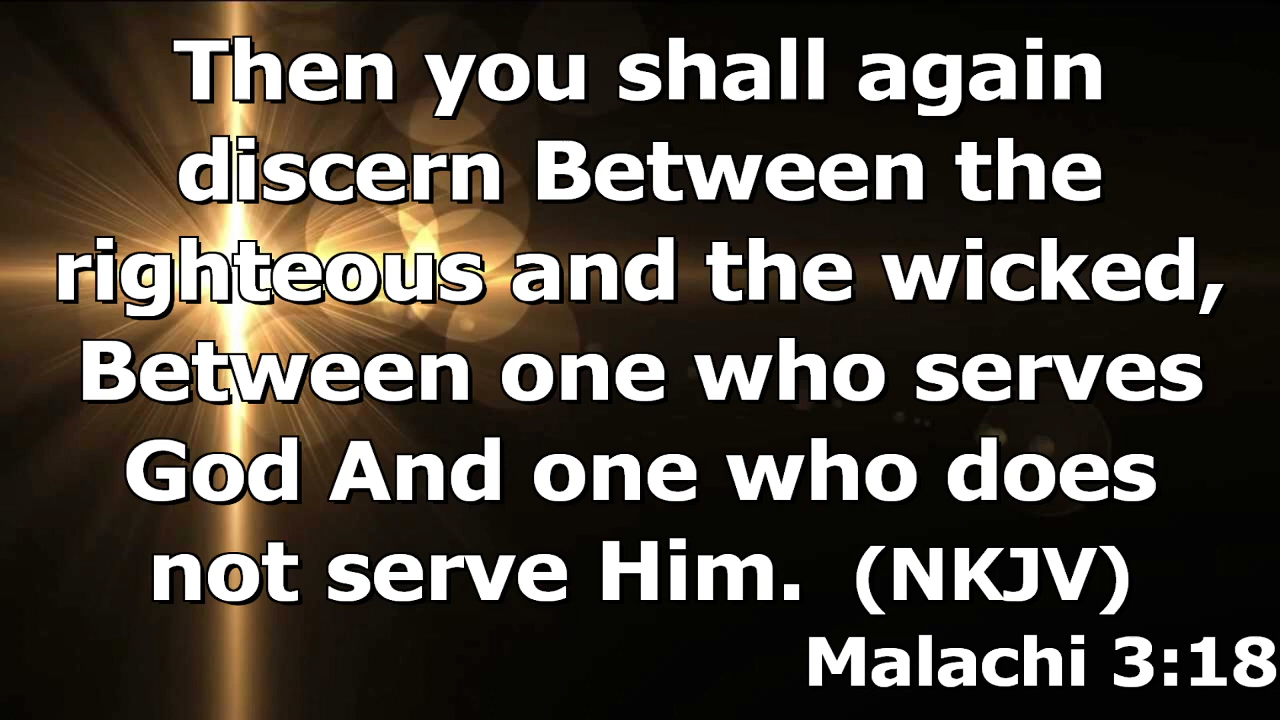 Then you shall again
discern Between the
righteous and the wicked,
Between one who serves
God And one who does
not serve Him.  (NKJV)
Malachi 3:18